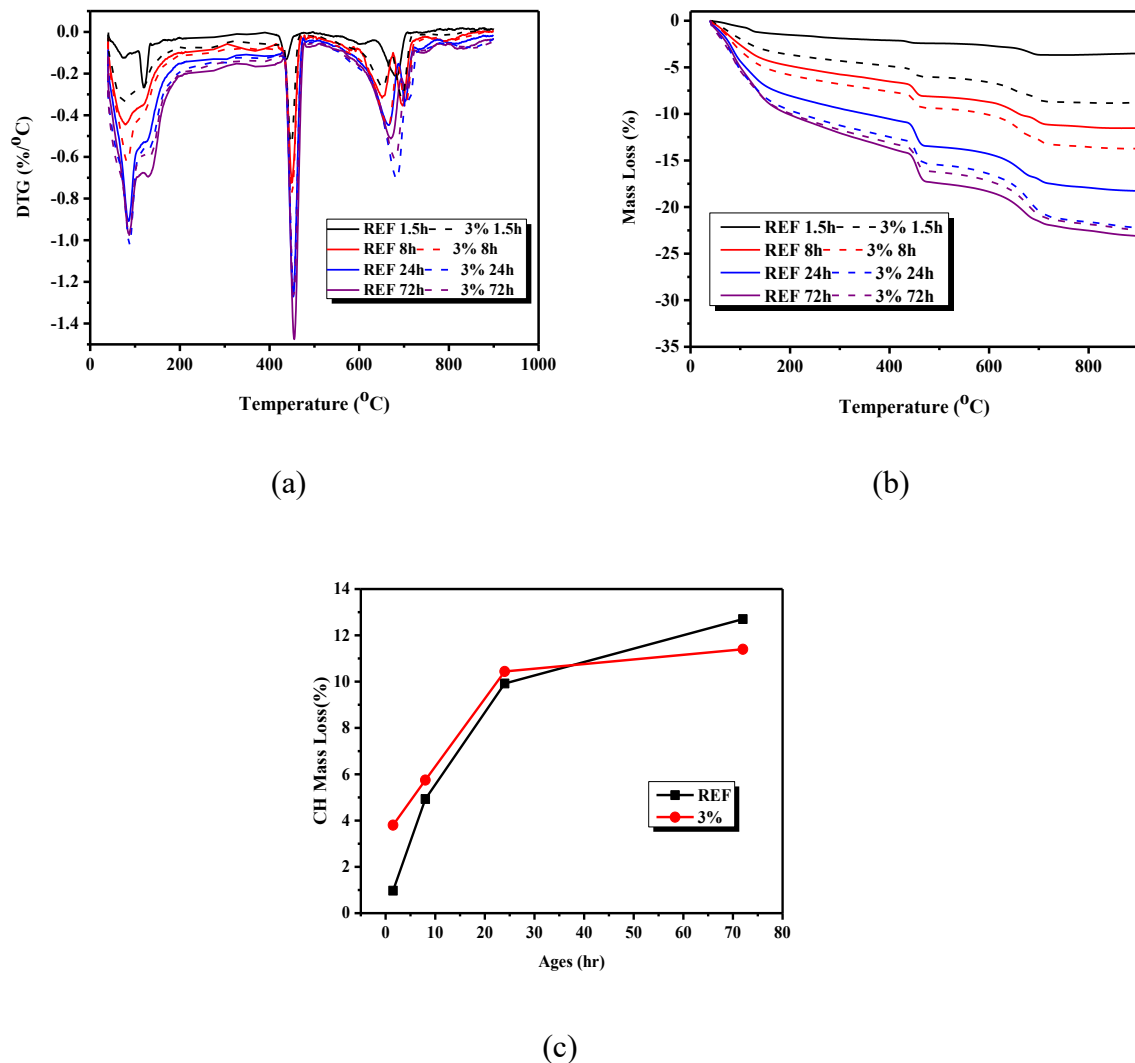 0.0
-0.2
-0.4
-0.6
-0.8
-1.0
-1.2
-1.4
DTG (%/⁰C)
REF 1.5h 3% 1.5h
REF 8h 3% 8h
REF 24h 3% 24h
REF 72h 3% 72h
0 200 400 600 800 1000
Temperature (⁰C)
(a)
0
-5
-10
-15
-20
-25
-30
-35
Mass Loss (%)
REF 1.5h 3% 1.5h
REF 8h 3% 8h
REF 24h 3% 24h
REF 72h 3% 72h
0 200 400 600 800
Temperature (⁰C)
(b)
14
12
10
8
6
4
2
0
CH Mass Loss(%)
REF
3%
0 10 20 30 40 50 60 70 80
Ages (hr)
(c)